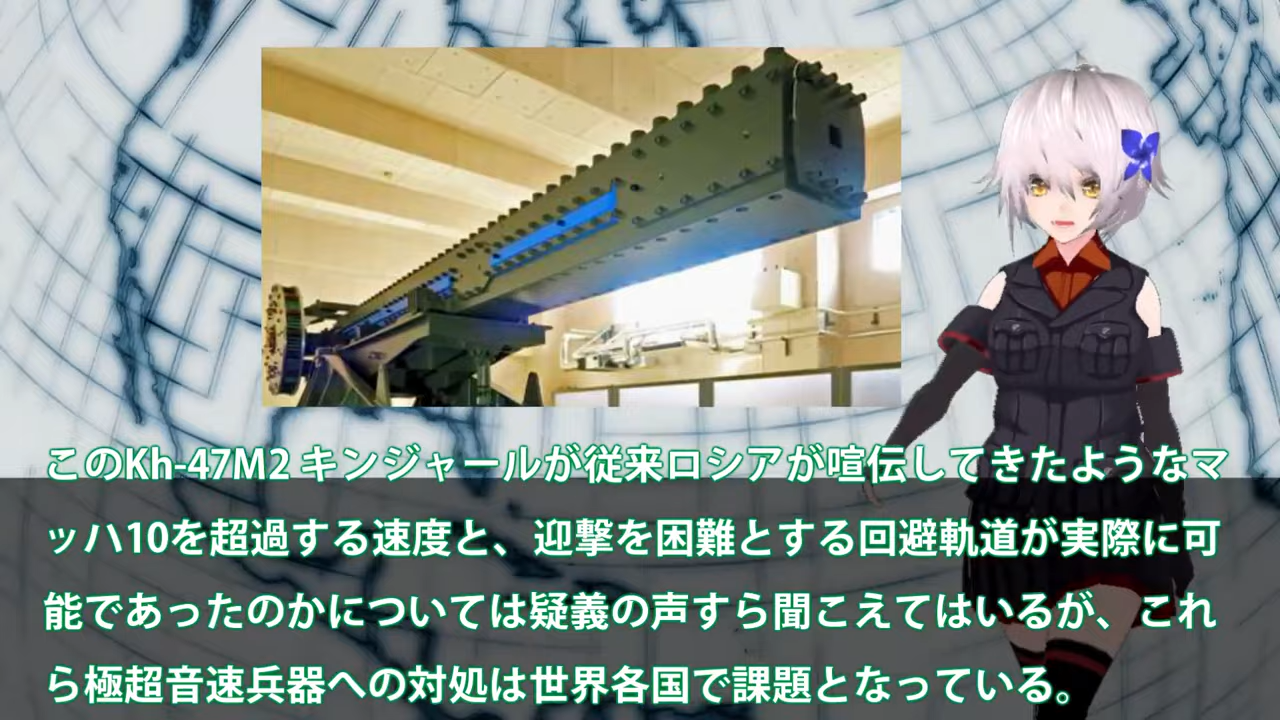 このKh-47M2 キンジャールが従来ロシアが喧伝してきたようなマ
ッハ10を超過する速度と、迎撃を困難とする回避軌道が実際に可
能であったのかについては疑義の声すら聞こえてはいるが、これ
ら極超音速兵器への対処は世界各国で課題となっている。